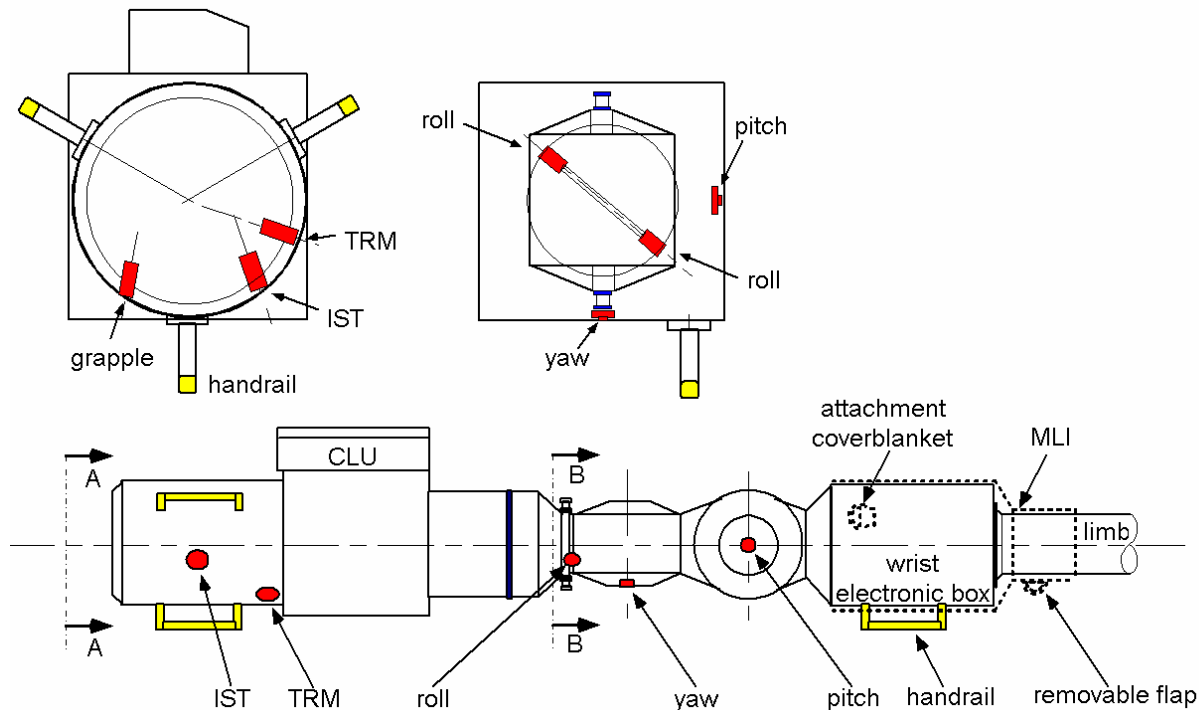 roll
pitch
TRM
roll
IST
grapple
yaw
handrail
attachment
coverblanket
MLI
CLU
A
B
limb
wrist
electronic box
A
B
IST
TRM
roll
yaw
pitch
handrail
removable flap